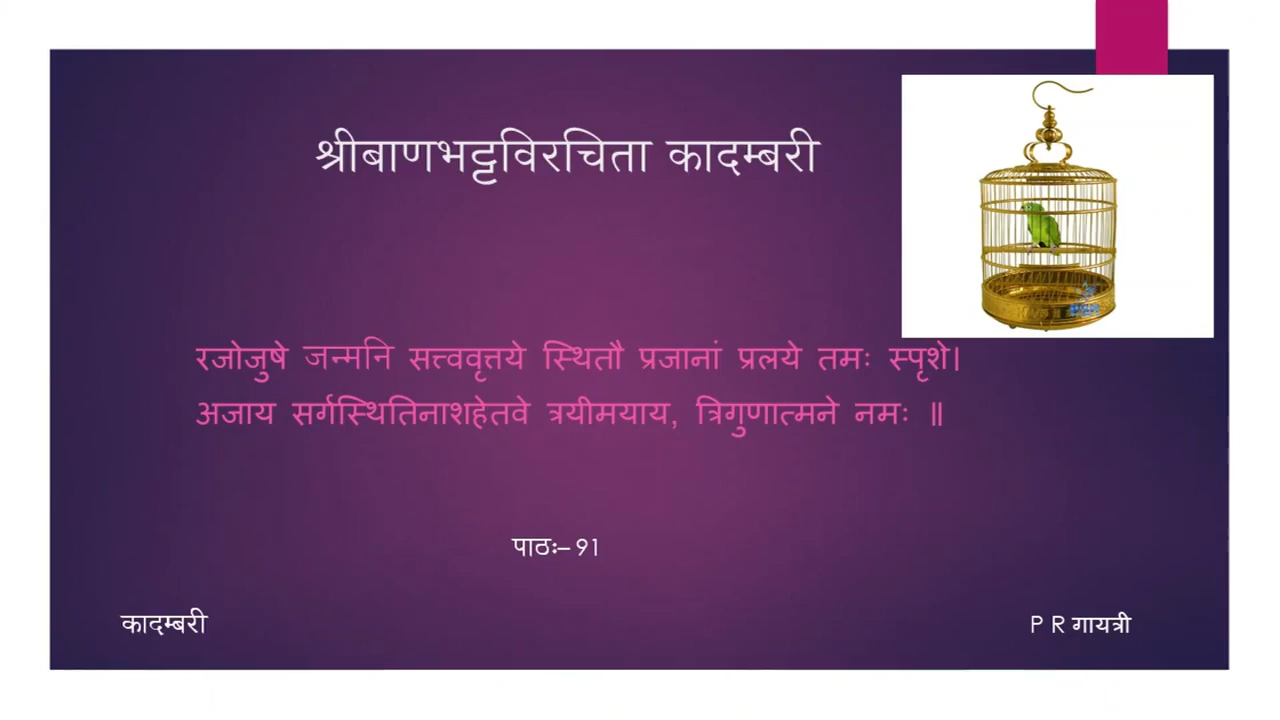 श्रीबाणभट्टविरचिता कादम्बरी
रजोजुषे जन्मनि सत्त्ववृत्तये स्थितौ प्रजानां प्रलये तमः स्पृशे।
अजाय सर्गस्थितिनाशहेतवे त्रयीमयाय, त्रिगुणात्मने नमः ॥
पाठः– 91
कादम्बरी
P R गायत्री